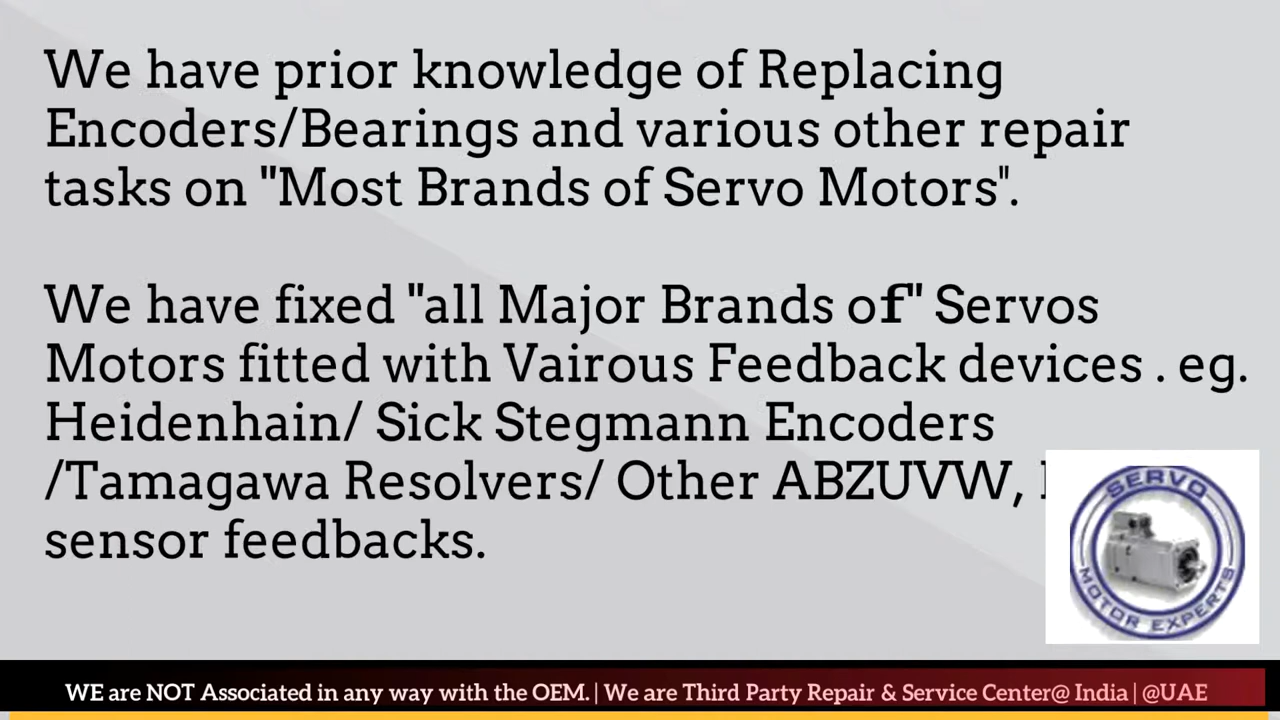 We have prior knowledge of Replacing
Encoders/Bearings and various other repair
tasks on "Most Brands of Servo Motors".
We have fixed "all Major Brands of" Servos
Motors fitted with Vairous Feedback devices . eg.
Heidenhain/ Sick Stegmann Encoders
/Tamagawa Resolvers/ Other ABZUVW,
sensor feedbacks.
SERVO
MOTOR EXPERTS
WE are NOT Associated in any way with the OEM. | We are Third Party Repair & Service Center@ India | @UAE